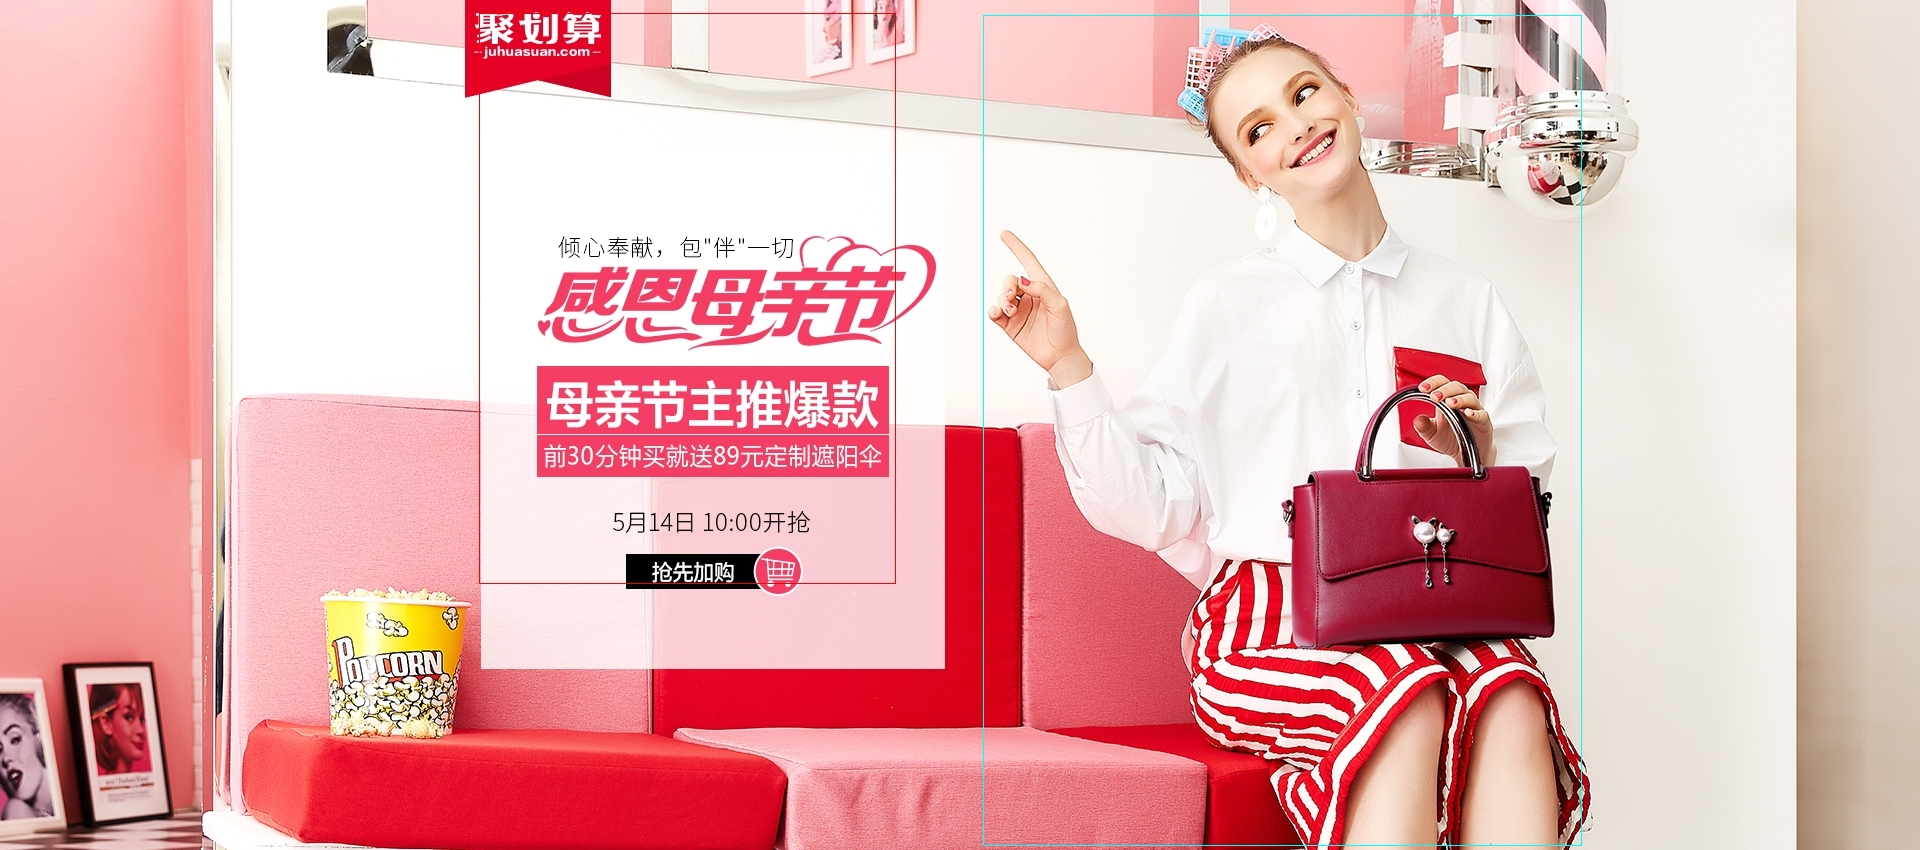 聚划算
juhuasuan.com
倾心奉献，包"伴"一切
感恩母亲节
母亲节主推爆款
前30分钟买就送89元定制遮阳伞
5月14日 10:00开抢
抢先加购
POPCORN